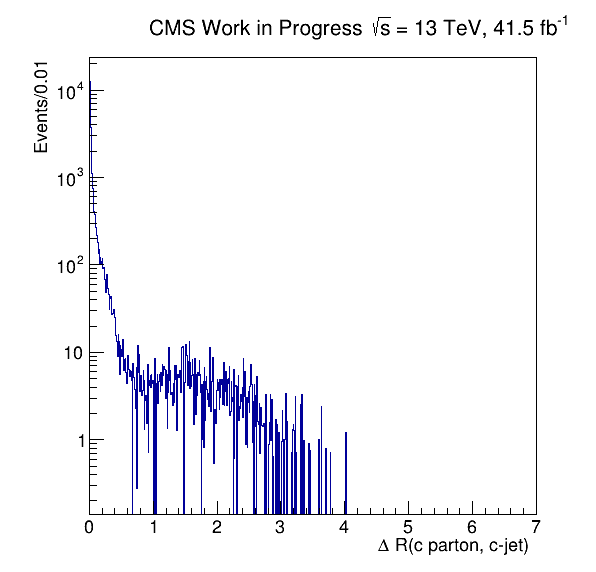 CMS Work in Progress √s = 13 TeV, 41.5 fb⁻¹
Events/0.01
10⁴
10³
10²
10
1
0 1 2 3 4 5 6 7
Δ R(c parton, c-jet)